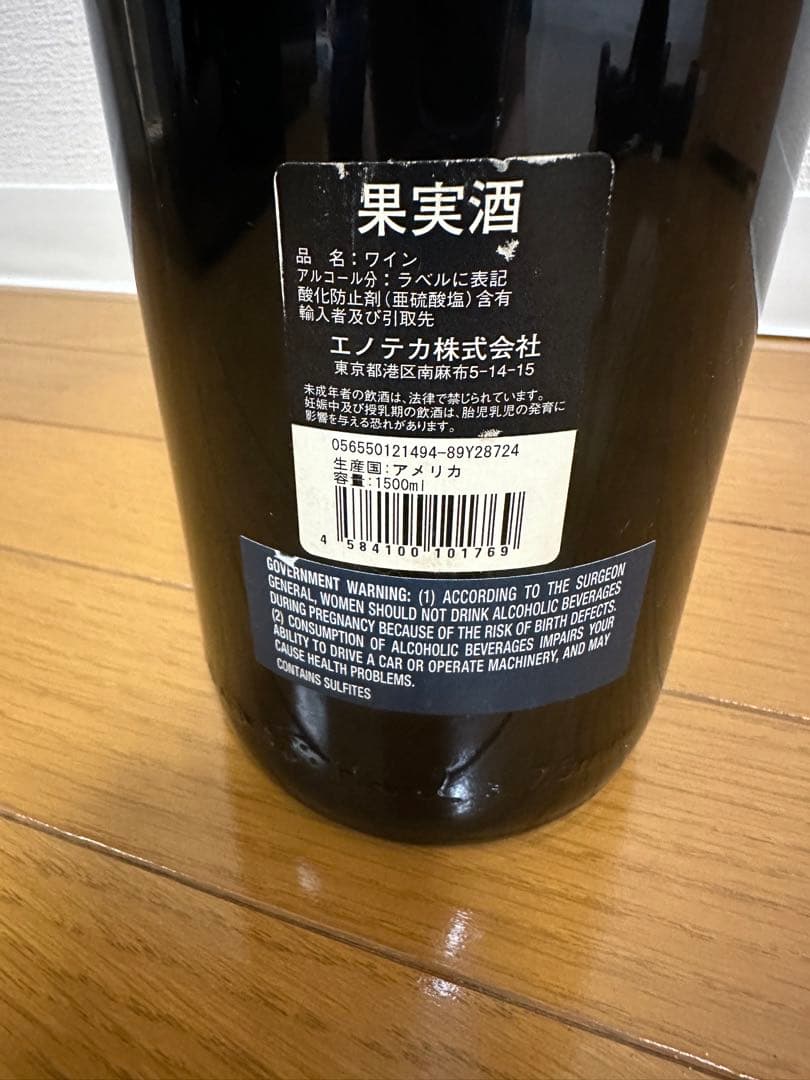 果実酒
品 名：ワイン
アルコール分：ラベルに表記
酸化防止剤（亜硫酸塩）含有
輸入者及び引取先
エノテカ株式会社
東京都港区南麻布5-14-15
未成年者の飲酒は、法律で禁じられています。
妊娠中及び授乳期の飲酒は、胎児乳児の発育に
影響を与える恐れがあります。
056550121494-89Y28724
生産国：アメリカ
容量：1500ml
4 584100 101769
GOVERNMENT WARNING: (1) ACCORDING TO THE SURGEON
GENERAL, WOMEN SHOULD NOT DRINK ALCOHOLIC BEVERAGES
DURING PREGNANCY BECAUSE OF THE RISK OF BIRTH DEFECTS.
(2) CONSUMPTION OF ALCOHOLIC BEVERAGES IMPAIRS YOUR
ABILITY TO DRIVE A CAR OR OPERATE MACHINERY, AND MAY
CAUSE HEALTH PROBLEMS.
CONTAINS SULFITES